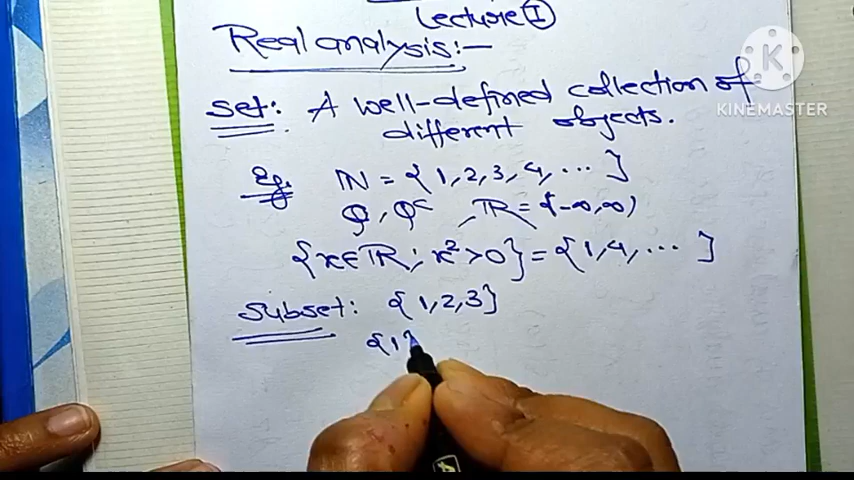 Lecture I
Real analysis:-
Set: A well-defined collection of
different objects.
Eg. ℕ = {1, 2, 3, 4, ... }
Q, Qᶜ, ℝ = (-∞, ∞)
{x∈ℝ; x² > 0} = {1, 4, ... }
Subset: {1, 2, 3}
{1}
K
KINEMASTER